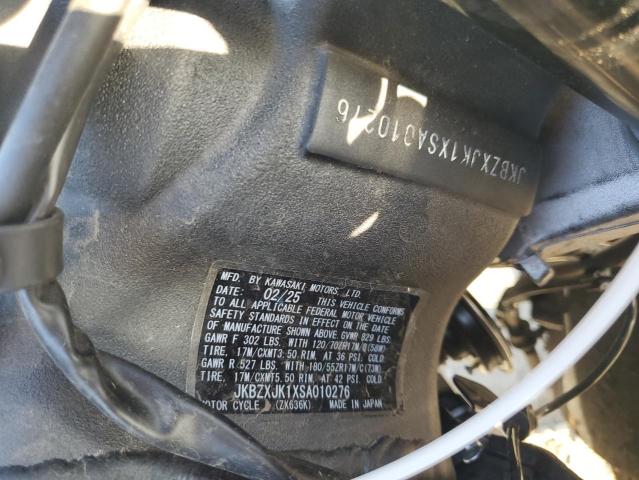 JKBZXJK1XSA010276
MFD. BY KAWASAKI MOTORS, LTD.
DATE: 02/25 THIS VEHICLE CONFORMS
TO ALL APPLICABLE FEDERAL MOTOR VEHICLE
SAFETY STANDARDS IN EFFECT ON THE DATE
OF MANUFACTURE SHOWN ABOVE. GVWR 829 LBS.
GAWR F 302 LBS. WITH 120/70ZR17M/C(58W)
TIRE, 17M/CXMT3.50 RIM, AT 36 PSI. COLD
GAWR R 527 LBS. WITH 180/55ZR17M/C(73W)
TIRE, 17M/CXMT5.50 RIM, AT 42 PSI. COLD
JKBZXJK1XSA010276
MOTOR CYCLE (ZX636K) MADE IN JAPAN